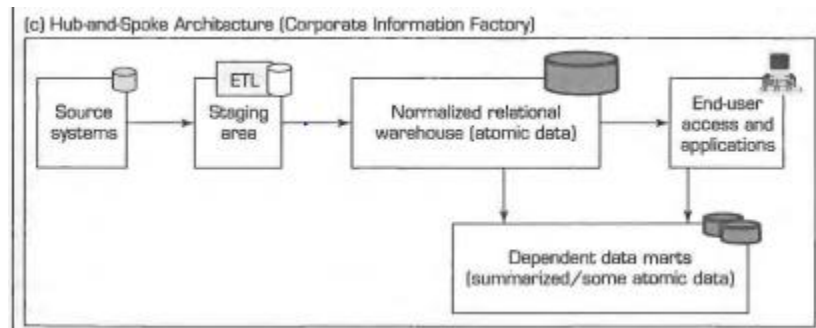 (c) Hub-and-Spoke Architecture (Corporate Information Factory)
ETL
Source
systems
Staging
area
Normalized relational
warehouse (atomic data)
End-user
access and
applications
Dependent data marts
(summarized/some atomic data)